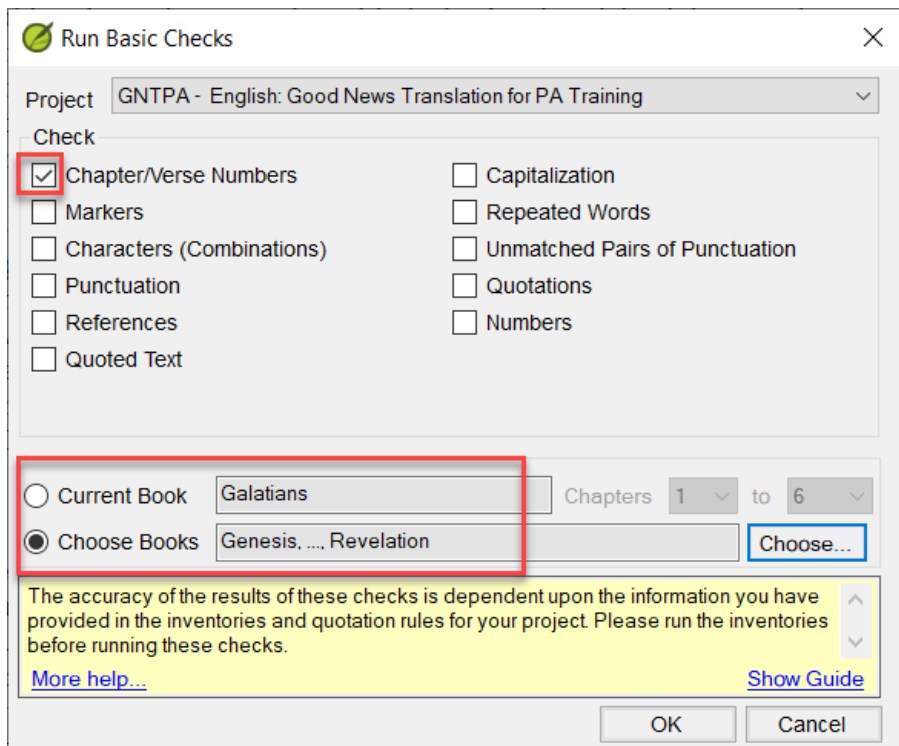 Run Basic Checks
Project GNTPA - English: Good News Translation for PA Training
Check
Chapter/Verse Numbers
Capitalization
Markers
Repeated Words
Characters (Combinations)
Unmatched Pairs of Punctuation
Punctuation
Quotations
References
Numbers
Quoted Text
Current Book Galatians Chapters 1 to 6
Choose Books Genesis, ..., Revelation Choose...
The accuracy of the results of these checks is dependent upon the information you have
provided in the inventories and quotation rules for your project. Please run the inventories
before running these checks.
More help... Show Guide
OK Cancel